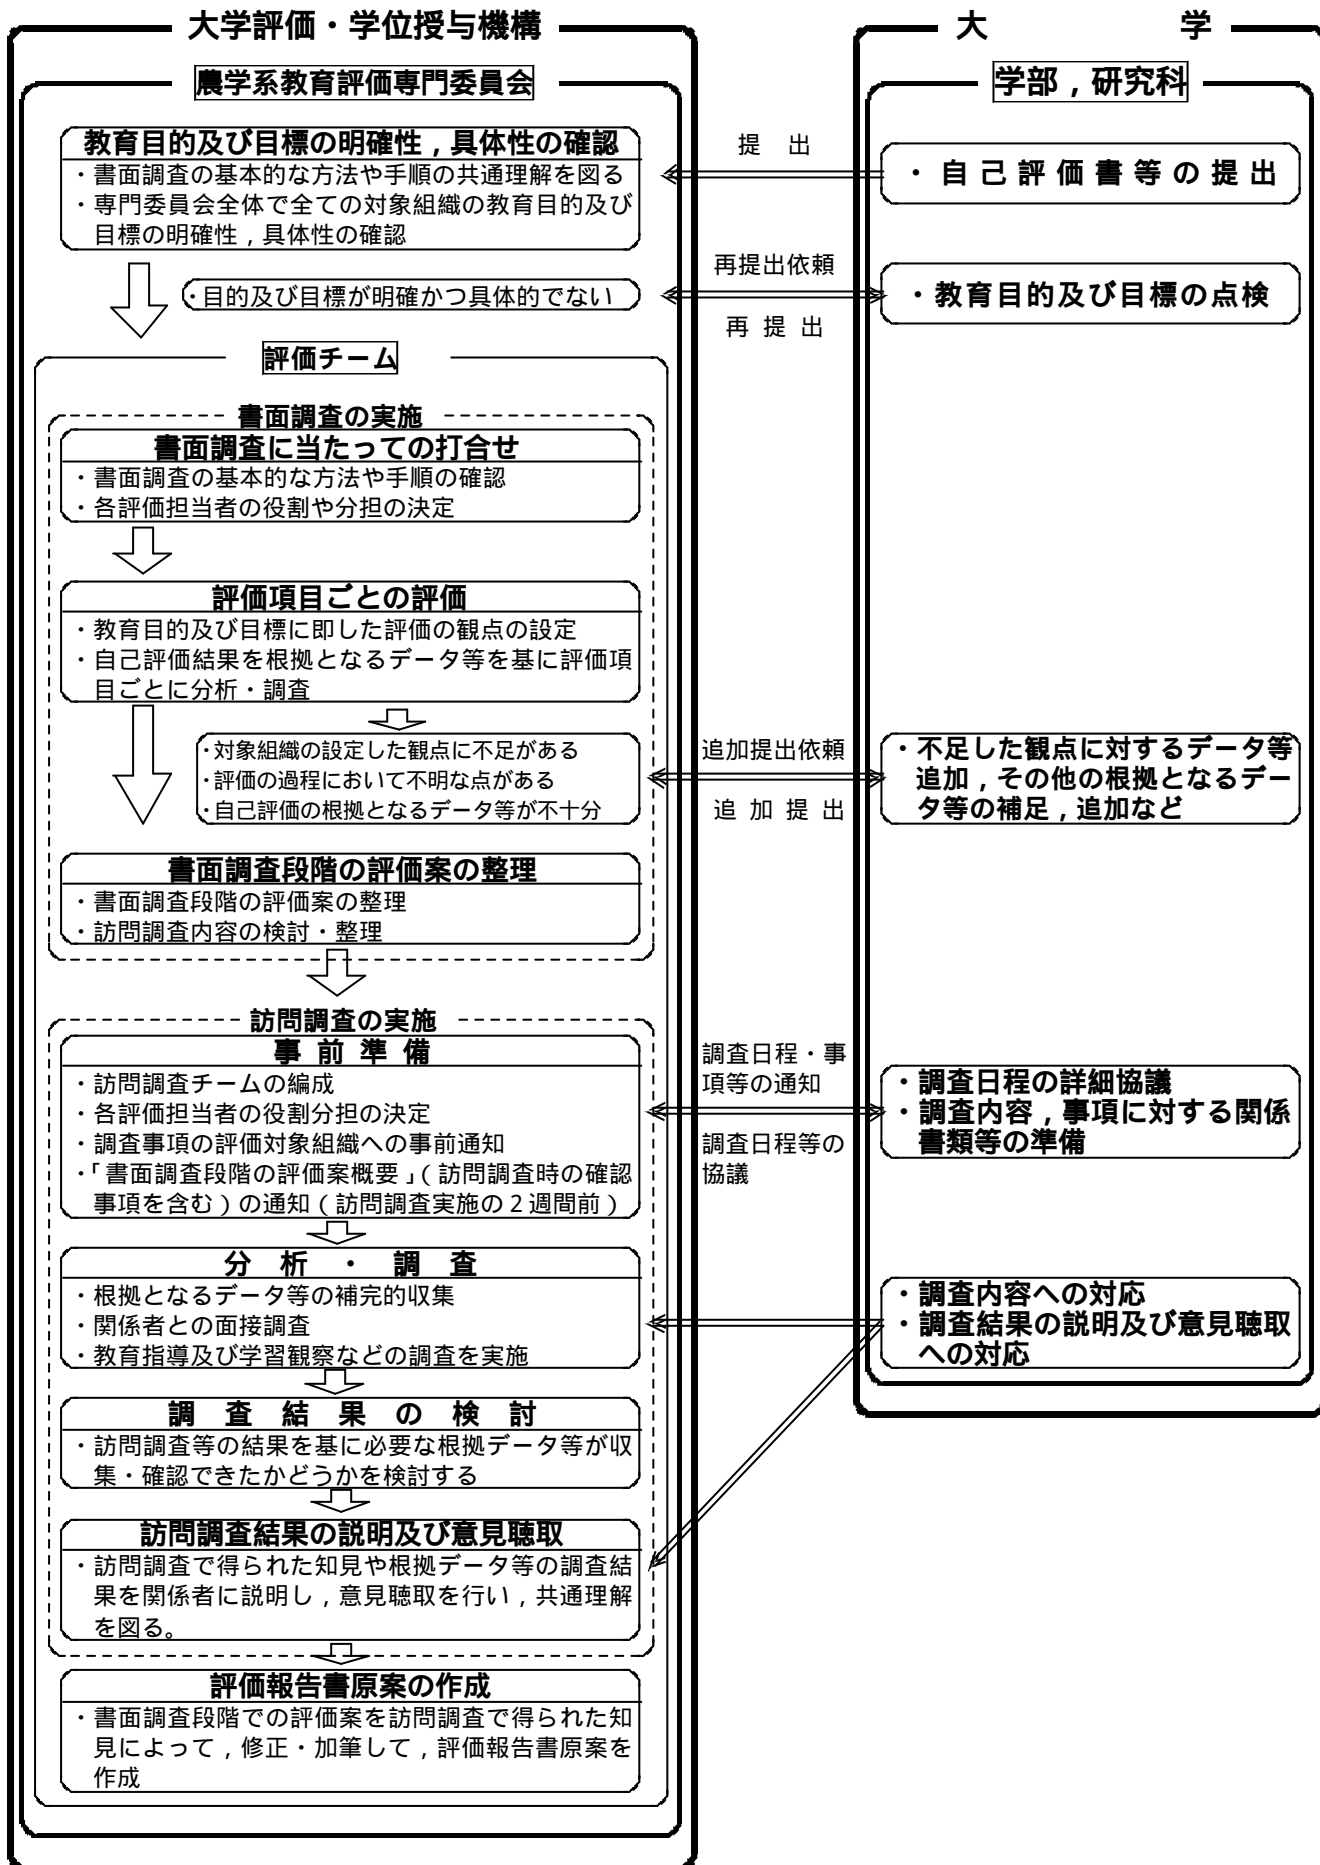 大学評価・学位授与機構
農学系教育評価専門委員会
教育目的及び目標の明確性，具体性の確認
・書面調査の基本的な方法や手順の共通理解を図る
・専門委員会全体で全ての対象組織の教育目的及び
目標の明確性，具体性の確認
・目的及び目標が明確かつ具体的でない
評価チーム
書面調査の実施
書面調査に当たっての打合せ
・書面調査の基本的な方法や手順の確認
・各評価担当者の役割や分担の決定
評価項目ごとの評価
・教育目的及び目標に即した評価の観点の設定
・自己評価結果を根拠となるデータ等を基に評価項
目ごとに分析・調査
・対象組織の設定した観点に不足がある
・評価の過程において不明な点がある
・自己評価の根拠となるデータ等が不十分
書面調査段階の評価案の整理
・書面調査段階の評価案の整理
・訪問調査内容の検討・整理
訪問調査の実施
事前準備
・訪問調査チームの編成
・各評価担当者の役割分担の決定
・調査事項の評価対象組織への事前通知
・「書面調査段階の評価案概要」（訪問調査時の確認
事項を含む）の通知（訪問調査実施の２週間前）
分析・調査
・根拠となるデータ等の補完的収集
・関係者との面接調査
・教育指導及び学習観察などの調査を実施
調査結果の検討
・訪問調査等の結果を基に必要な根拠データ等が収
集・確認できたかどうかを検討する
訪問調査結果の説明及び意見聴取
・訪問調査で得られた知見や根拠データ等の調査結
果を関係者に説明し，意見聴取を行い，共通理解
を図る。
評価報告書原案の作成
・書面調査段階での評価案を訪問調査で得られた知
見によって，修正・加筆して，評価報告書原案を
作成
提出
再提出依頼
再提出
追加提出依頼
追加提出
調査日程・事
項等の通知
調査日程等の
協議
大学
学部，研究科
・自己評価書等の提出
・教育目的及び目標の点検
・不足した観点に対するデータ等
追加，その他の根拠となるデー
タ等の補足，追加など
・調査日程の詳細協議
・調査内容，事項に対する関係
書類等の準備
・調査内容への対応
・調査結果の説明及び意見聴取
への対応